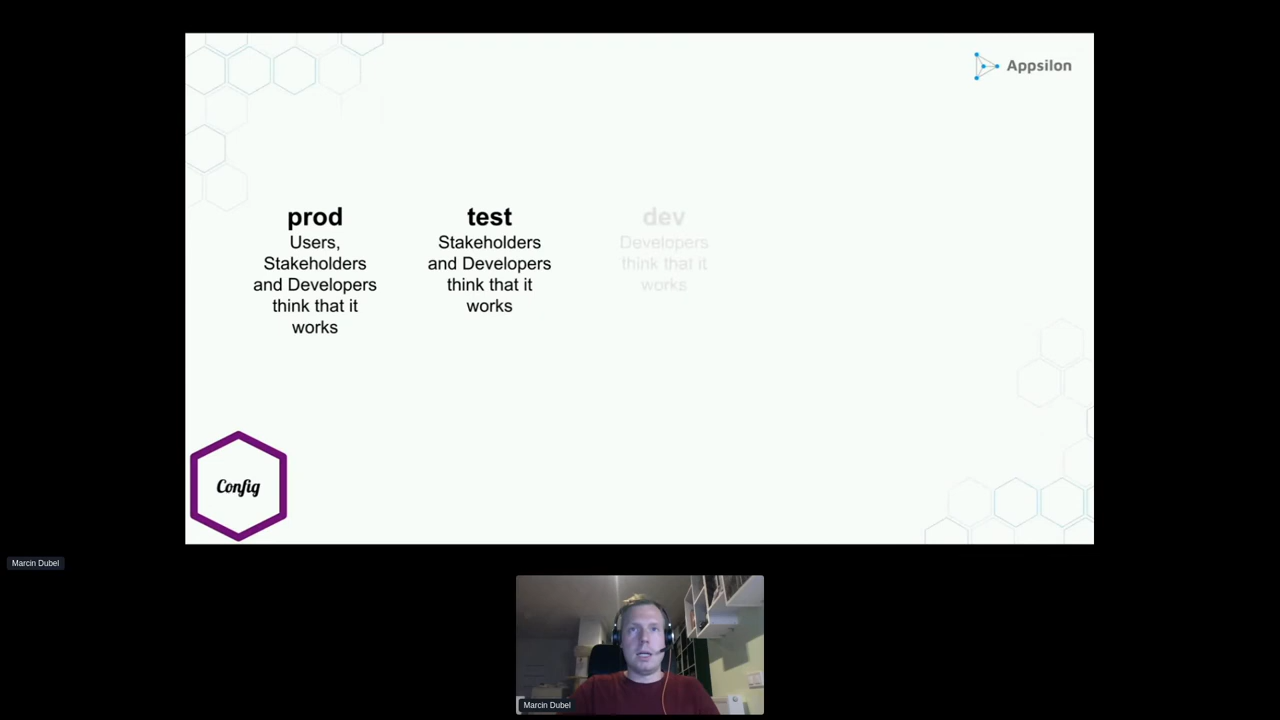 Appsilon
prod
Users,
Stakeholders
and Developers
think that it
works
test
Stakeholders
and Developers
think that it
works
dev
Developers
think that it
works
Config
Marcin Dubel
Marcin Dubel